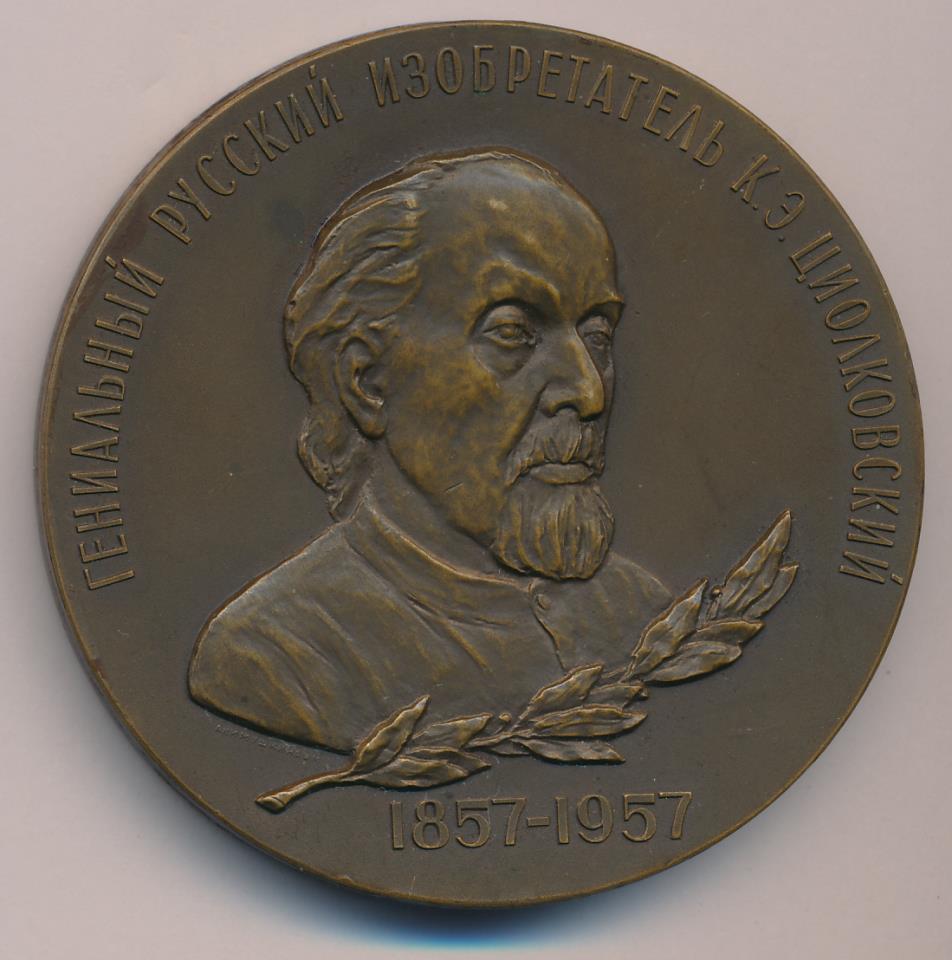 ГЕНИАЛЬНЫЙ РУССКИЙ ИЗОБРЕТАТЕЛЬ К.Э. ЦИОЛКОВСКИЙ
1857-1957